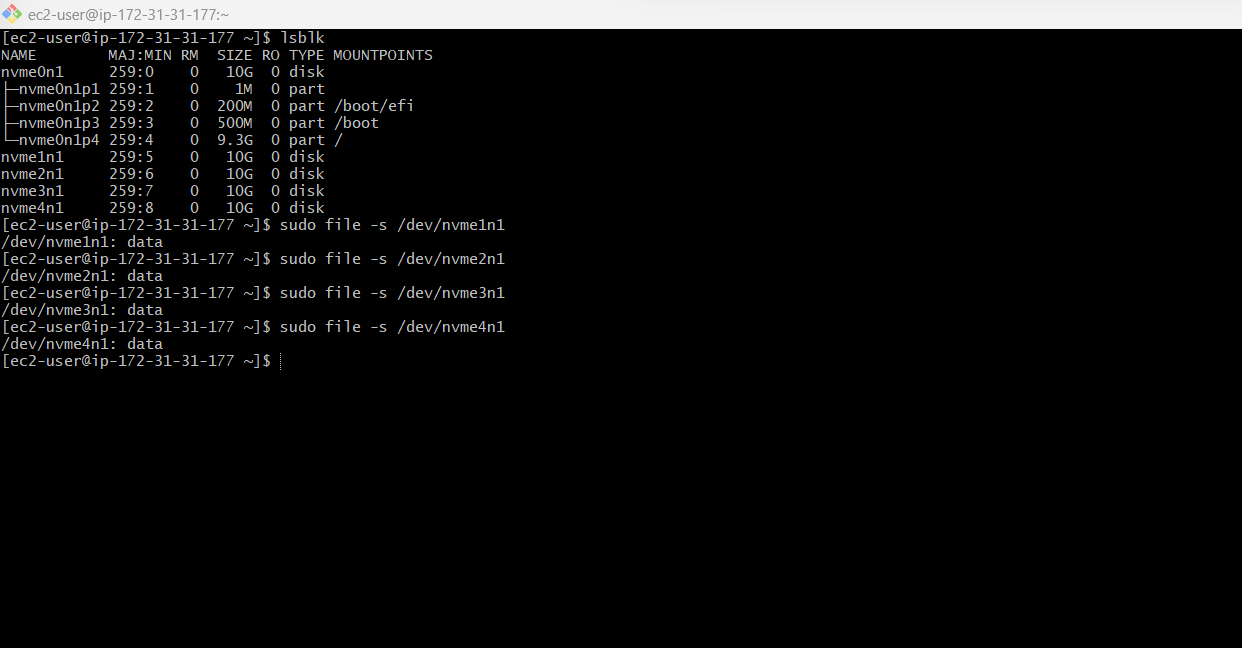 ec2-user@ip-172-31-31-177:~
[ec2-user@ip-172-31-31-177 ~]$ lsblk
NAME        MAJ:MIN RM  SIZE RO TYPE MOUNTPOINTS
nvme0n1     259:0    0   10G  0 disk
├─nvme0n1p1 259:1    0    1M  0 part
├─nvme0n1p2 259:2    0  200M  0 part /boot/efi
├─nvme0n1p3 259:3    0  500M  0 part /boot
└─nvme0n1p4 259:4    0  9.3G  0 part /
nvme1n1     259:5    0   10G  0 disk
nvme2n1     259:6    0   10G  0 disk
nvme3n1     259:7    0   10G  0 disk
nvme4n1     259:8    0   10G  0 disk
[ec2-user@ip-172-31-31-177 ~]$ sudo file -s /dev/nvme1n1
/dev/nvme1n1: data
[ec2-user@ip-172-31-31-177 ~]$ sudo file -s /dev/nvme2n1
/dev/nvme2n1: data
[ec2-user@ip-172-31-31-177 ~]$ sudo file -s /dev/nvme3n1
/dev/nvme3n1: data
[ec2-user@ip-172-31-31-177 ~]$ sudo file -s /dev/nvme4n1
/dev/nvme4n1: data
[ec2-user@ip-172-31-31-177 ~]$